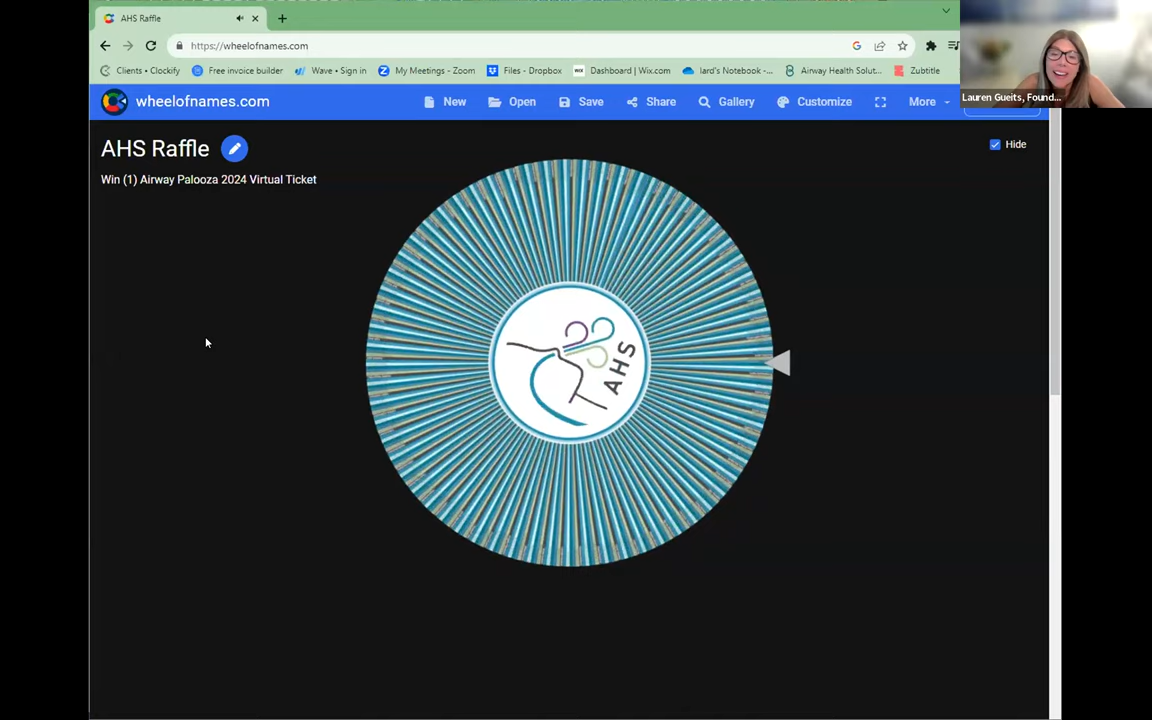 AHS Raffle
https://wheelofnames.com
Clients • Clockify
Free invoice builder
Wave • Sign in
My Meetings - Zoom
Files - Dropbox
Dashboard | Wix.com
lard's Notebook -...
Airway Health Solut...
Zubtitle
Lauren Gueits, Found...
wheelofnames.com
New
Open
Save
Share
Gallery
Customize
More
AHS Raffle
Hide
Win (1) Airway Palooza 2024 Virtual Ticket
AHS